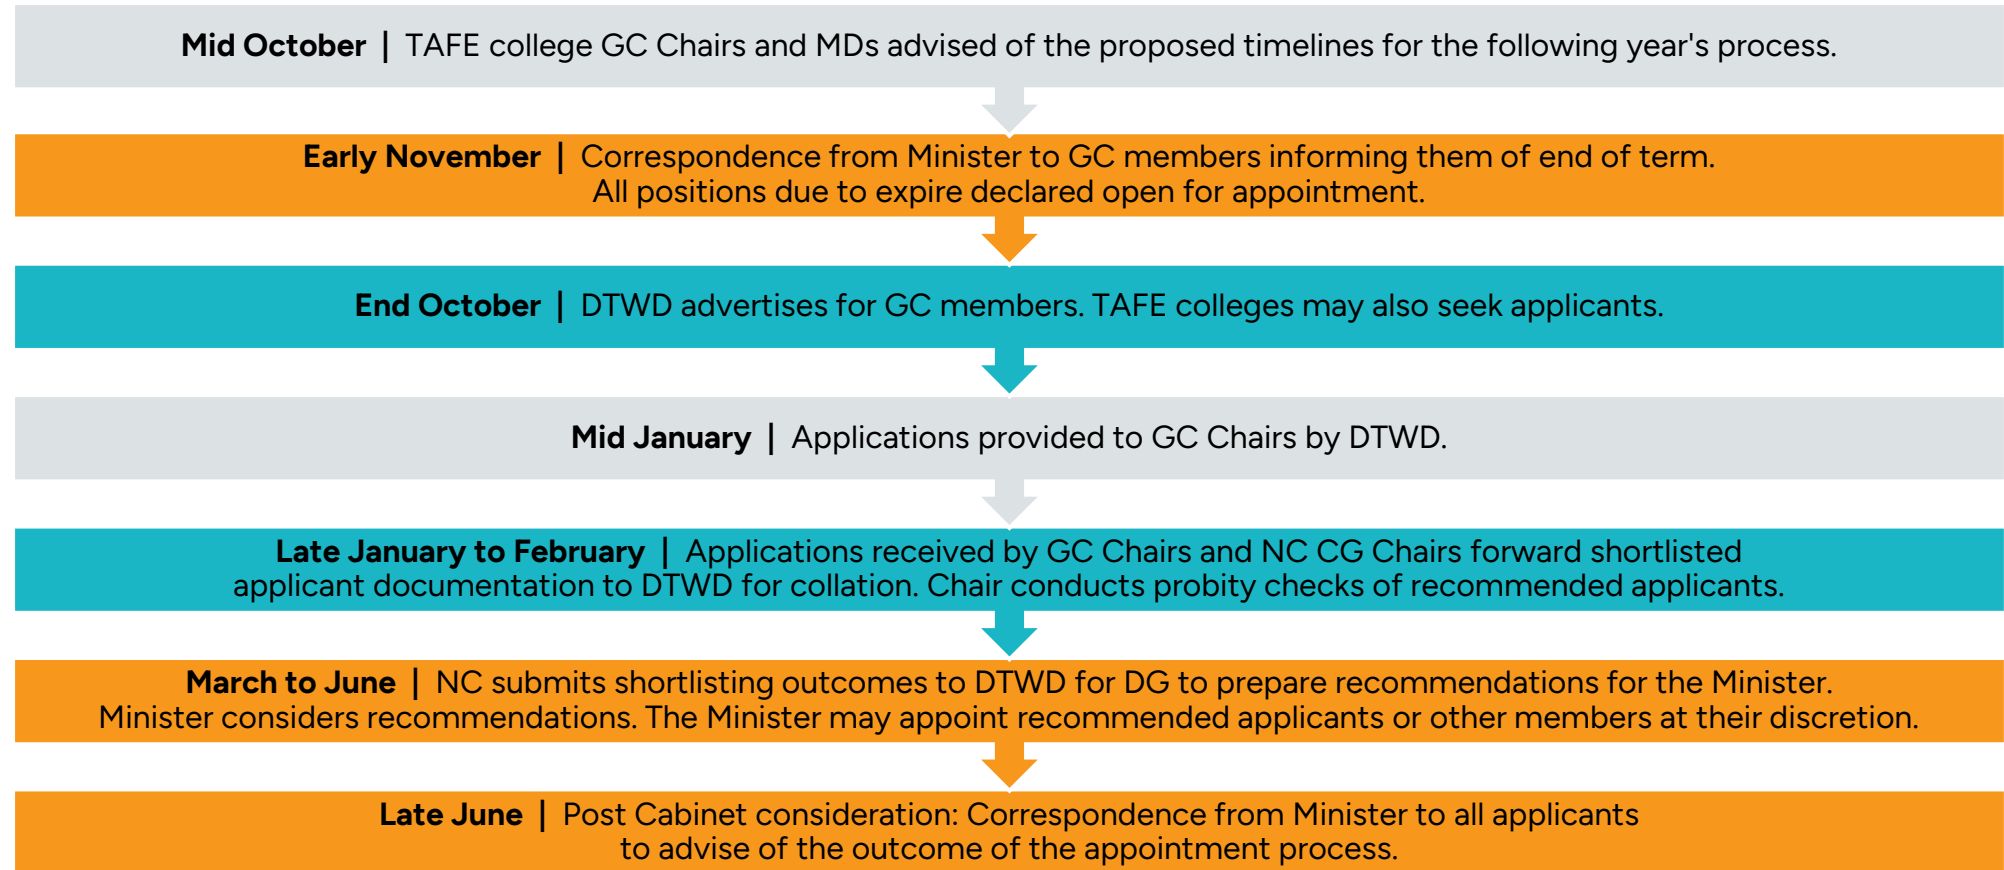 Mid October | TAFE college GC Chairs and MDs advised of the proposed timelines for the following year's process.
Early November | Correspondence from Minister to GC members informing them of end of term.
All positions due to expire declared open for appointment.
End October | DTWD advertises for GC members. TAFE colleges may also seek applicants.
Mid January | Applications provided to GC Chairs by DTWD.
Late January to February | Applications received by GC Chairs and NC CG Chairs forward shortlisted
applicant documentation to DTWD for collation. Chair conducts probity checks of recommended applicants.
March to June | NC submits shortlisting outcomes to DTWD for DG to prepare recommendations for the Minister.
Minister considers recommendations. The Minister may appoint recommended applicants or other members at their discretion.
Late June | Post Cabinet consideration: Correspondence from Minister to all applicants
to advise of the outcome of the appointment process.